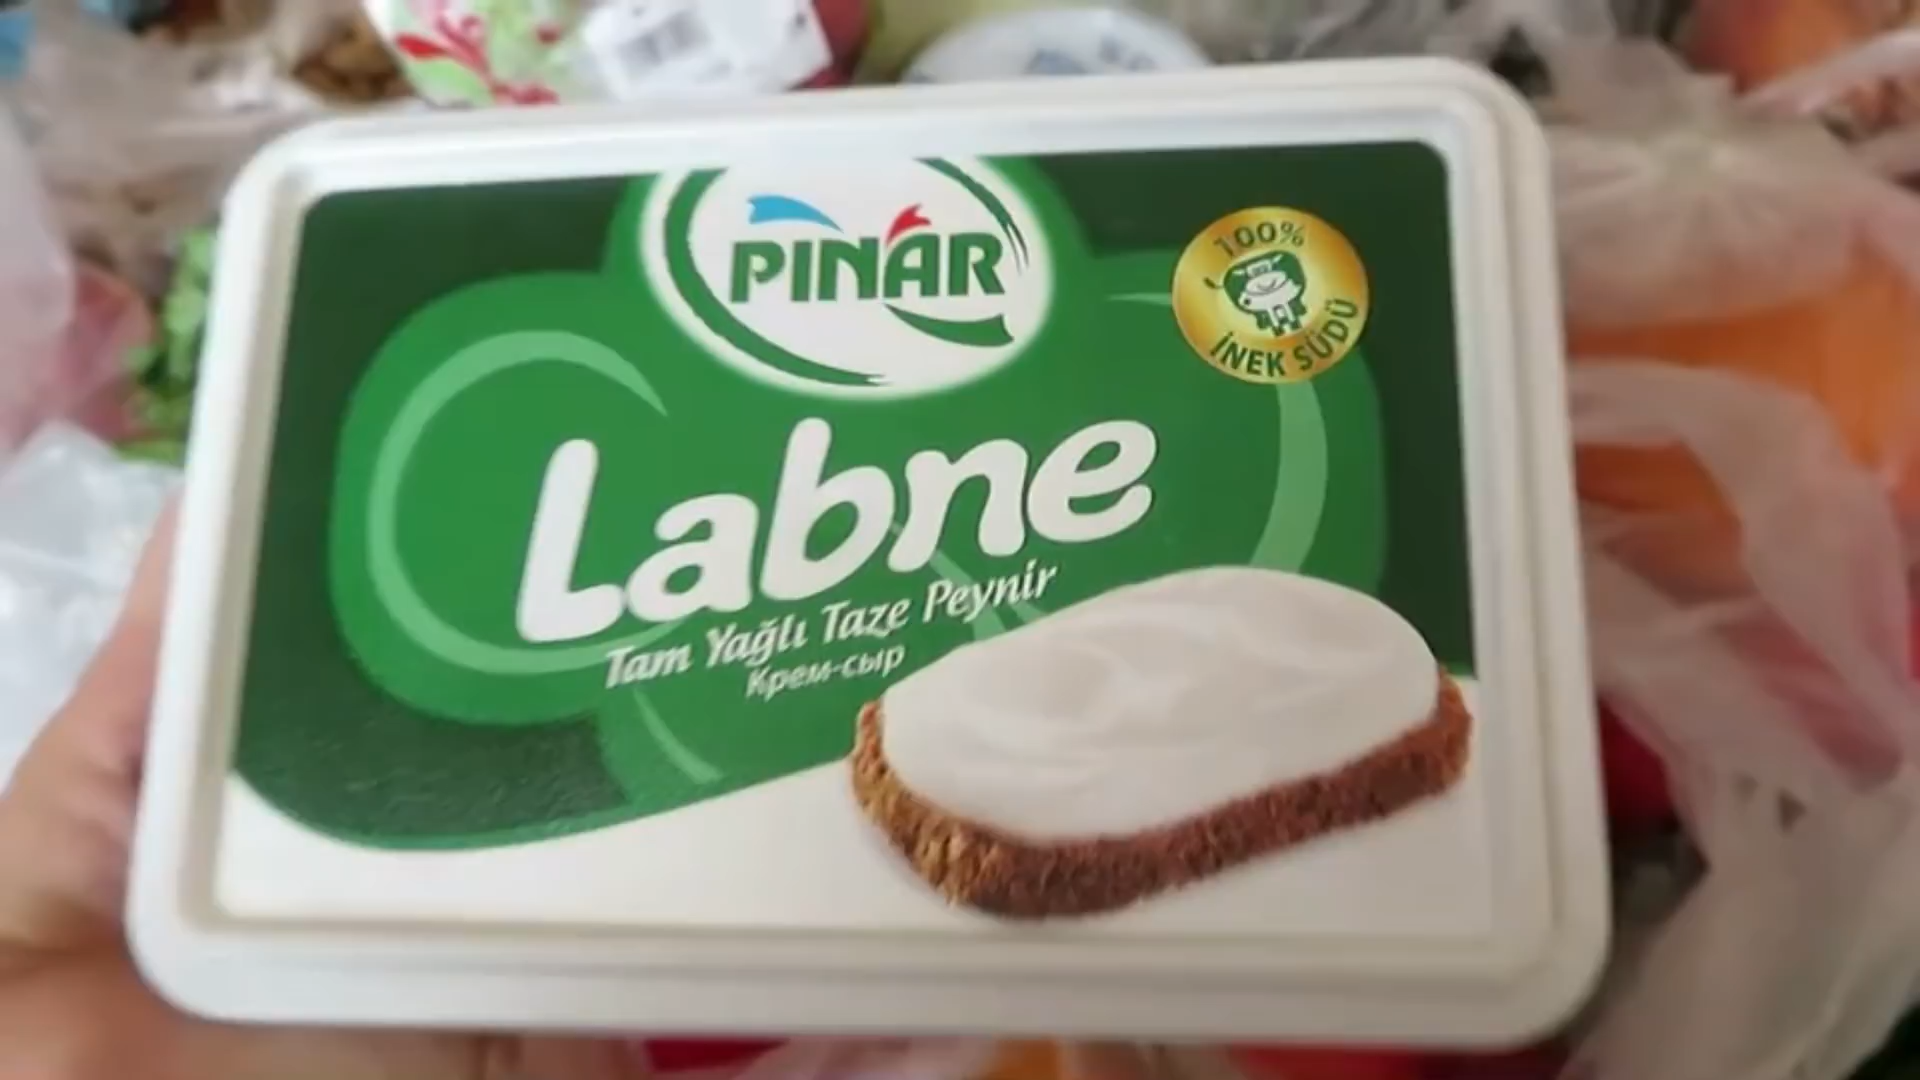 PINAR
100%
İNEK SÜDÜ
Labne
Tam Yağlı Taze Peynir
Крем-сыр